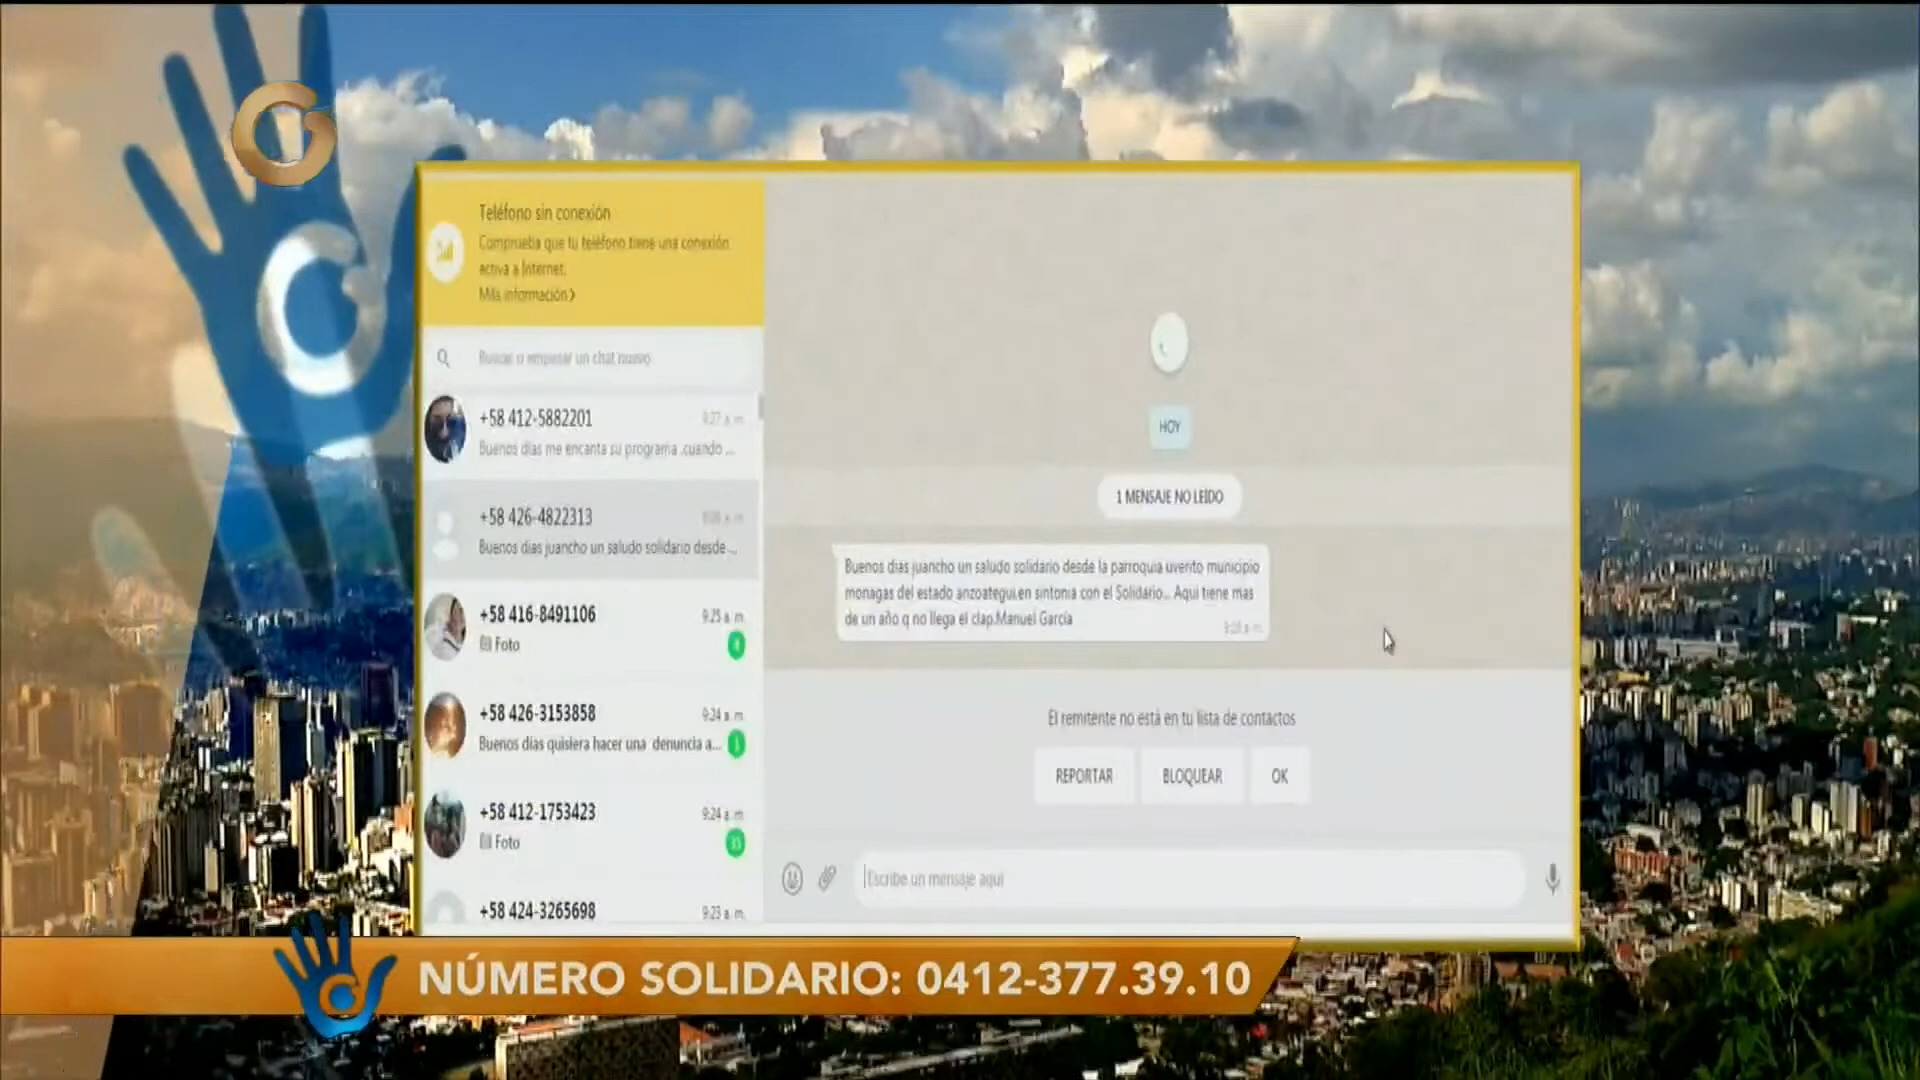 Teléfono sin conexión
Comprueba que tu teléfono tiene una conexión
activa a Internet.
Más información
Buscar o empezar un chat nuevo
+58 412-5882201
9:27 a. m.
Buenos días me encanta su programa .cuando ...
+58 426-4822313
Buenos dias juancho un saludo solidario desde ...
+58 416-8491106
9:25 a. m.
Foto
+58 426-3153858
9:24 a. m.
Buenos días quisiera hacer una denuncia a...
+58 412-1753423
9:24 a. m.
Foto
+58 424-3265698
9:23 a. m.
HOY
1 MENSAJE NO LEÍDO
Buenos dias juancho un saludo solidario desde la parroquia uverito municipio
monagas del estado anzoategui,en sintonia con el Solidario... Aqui tiene mas
de un año q no llega el clap.Manuel García
El remitente no está en tu lista de contactos
REPORTAR
BLOQUEAR
OK
Escribe un mensaje aquí
NÚMERO SOLIDARIO: 0412-377.39.10